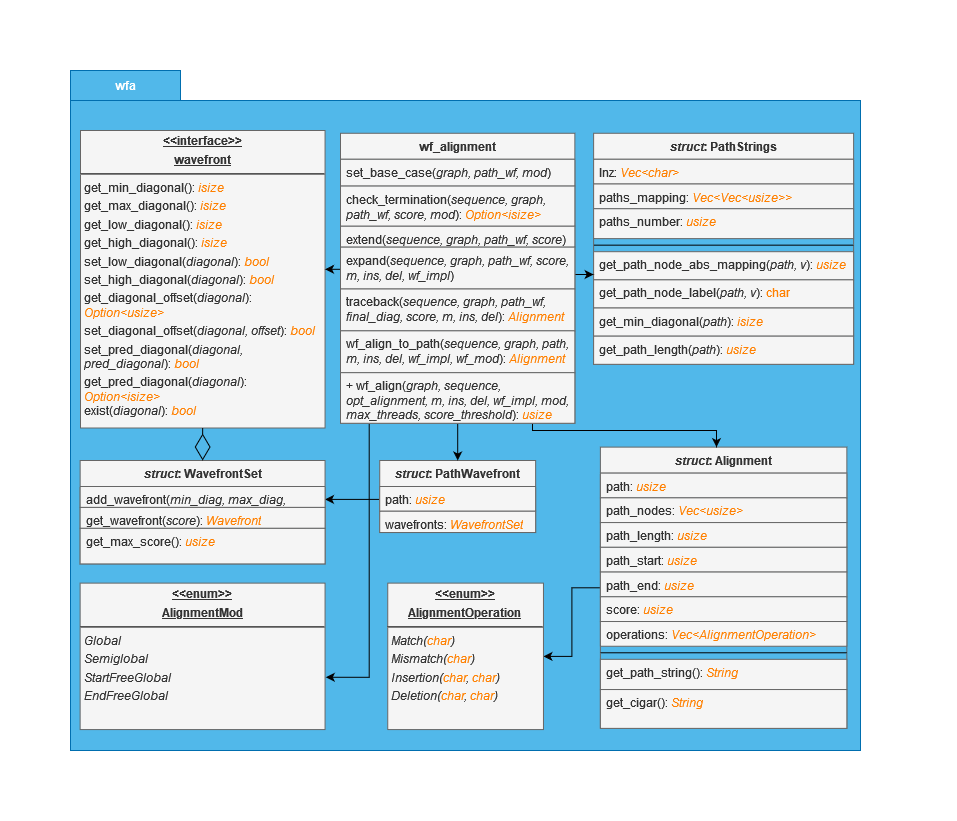 wfa
<<interface>>
wavefront
get_min_diagonal(): isize
get_max_diagonal(): isize
get_low_diagonal(): isize
get_high_diagonal(): isize
set_low_diagonal(diagonal): bool
set_high_diagonal(diagonal): bool
get_diagonal_offset(diagonal):
Option<usize>
set_diagonal_offset(diagonal, offset): bool
set_pred_diagonal(diagonal,
pred_diagonal): bool
get_pred_diagonal(diagonal):
Option<isize>
exist(diagonal): bool
wf_alignment
set_base_case(graph, path_wf, mod)
check_termination(sequence, graph,
path_wf, score, mod): Option<isize>
extend(sequence, graph, path_wf, score)
expand(sequence, graph, path_wf, score,
m, ins, del, wf_impl)
traceback(sequence, graph, path_wf,
final_diag, score, m, ins, del): Alignment
wf_align_to_path(sequence, graph, path,
m, ins, del, wf_impl, wf_mod): Alignment
+ wf_align(graph, sequence,
opt_alignment, m, ins, del, wf_impl, mod,
max_threads, score_threshold): usize
struct: PathStrings
lnz: Vec<char>
paths_mapping: Vec<Vec<usize>>
paths_number: usize
get_path_node_abs_mapping(path, v): usize
get_path_node_label(path, v): char
get_min_diagonal(path): isize
get_path_length(path): usize
struct: WavefrontSet
add_wavefront(min_diag, max_diag,
get_wavefront(score): Wavefront
get_max_score(): usize
struct: PathWavefront
path: usize
wavefronts: WavefrontSet
struct: Alignment
path: usize
path_nodes: Vec<usize>
path_length: usize
path_start: usize
path_end: usize
score: usize
operations: Vec<AlignmentOperation>
get_path_string(): String
get_cigar(): String
<<enum>>
AlignmentMod
Global
Semiglobal
StartFreeGlobal
EndFreeGlobal
<<enum>>
AlignmentOperation
Match(char)
Mismatch(char)
Insertion(char, char)
Deletion(char, char)